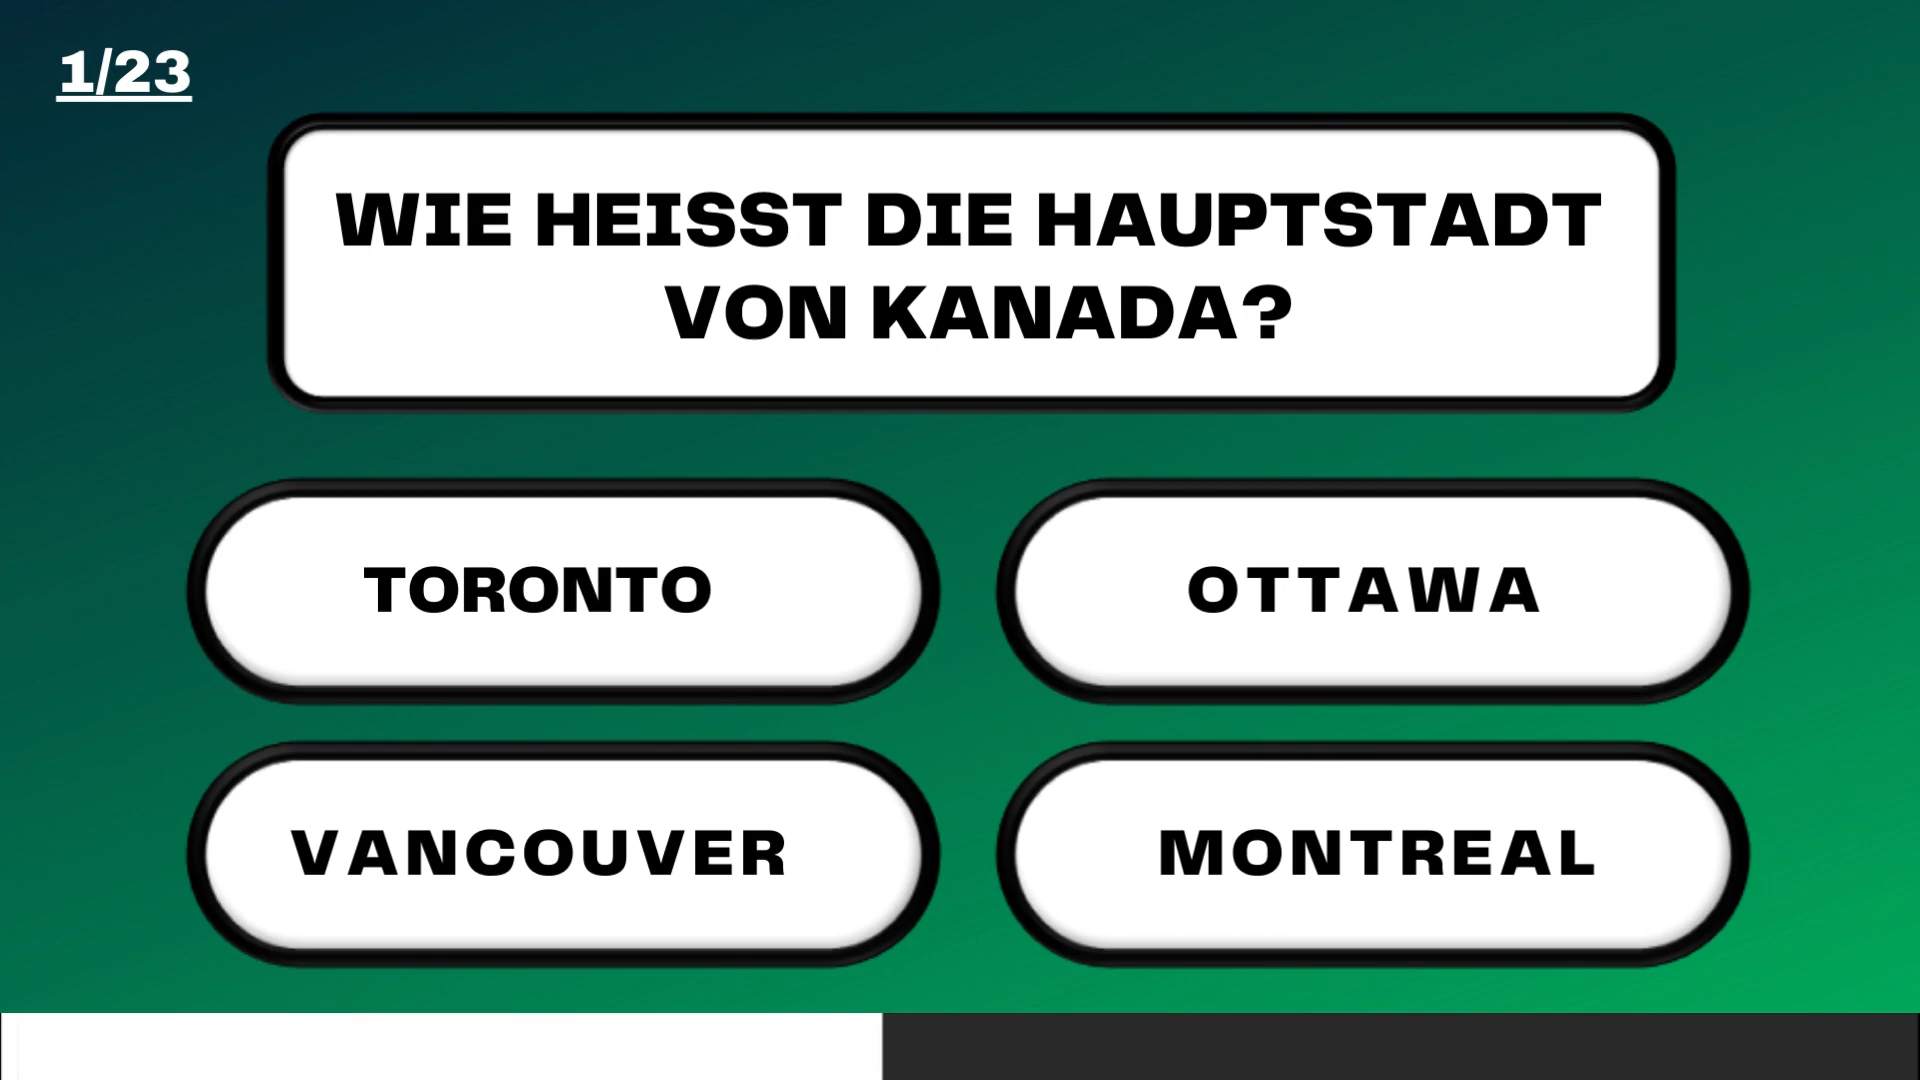 1/23
WIE HEISST DIE HAUPTSTADT
VON KANADA?
TORONTO
OTTAWA
VANCOUVER
MONTREAL